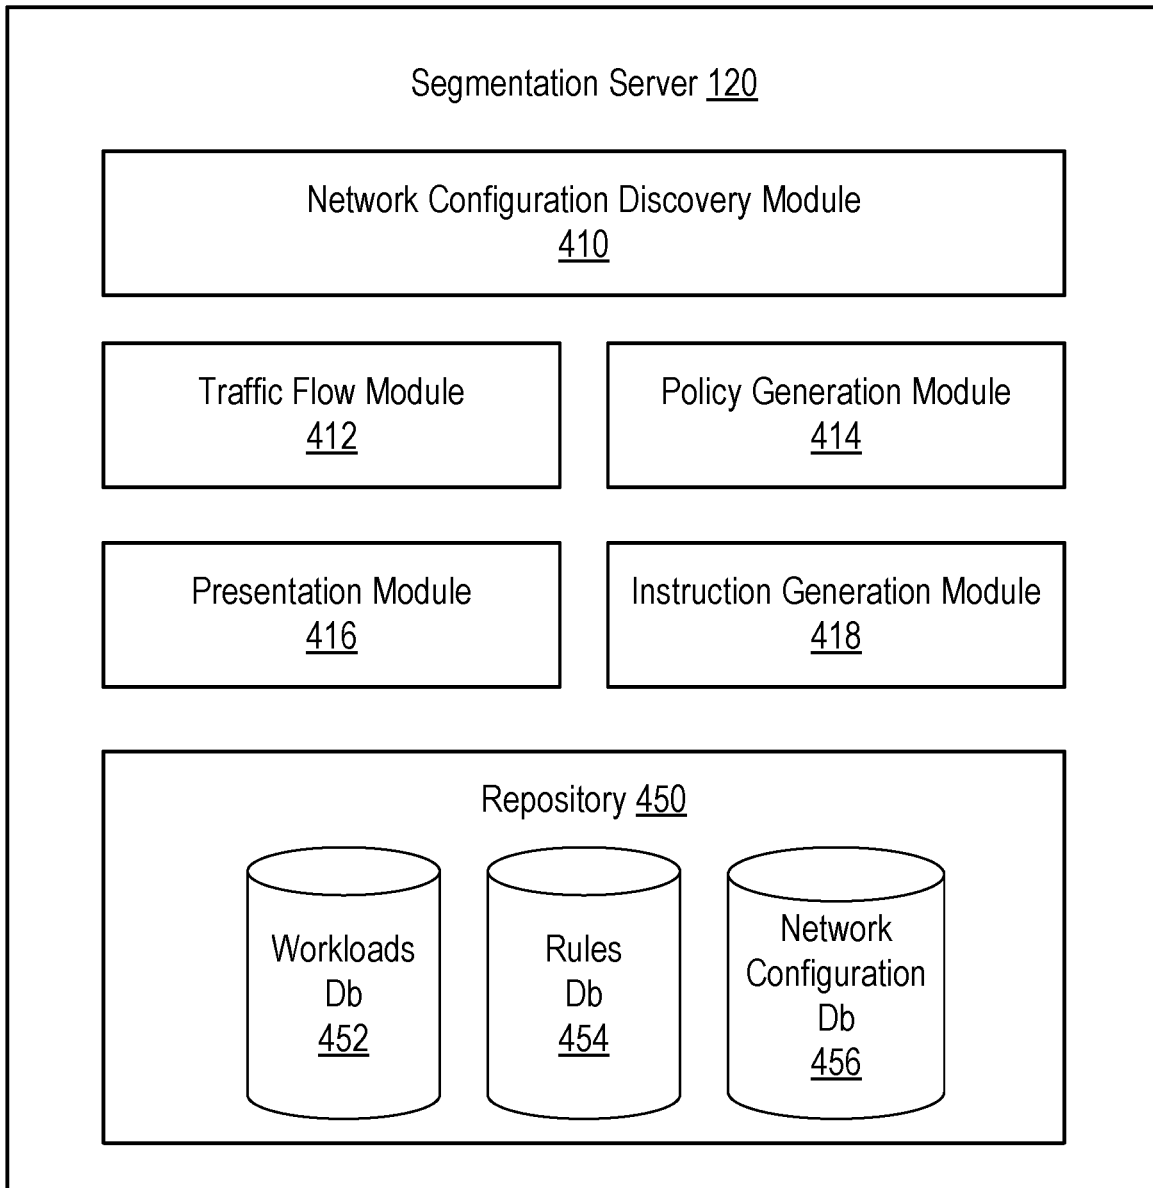 Segmentation Server 120
Network Configuration Discovery Module
410
Traffic Flow Module
412
Policy Generation Module
414
Presentation Module
416
Instruction Generation Module
418
Repository 450
Workloads
Db
452
Rules
Db
454
Network
Configuration
Db
456